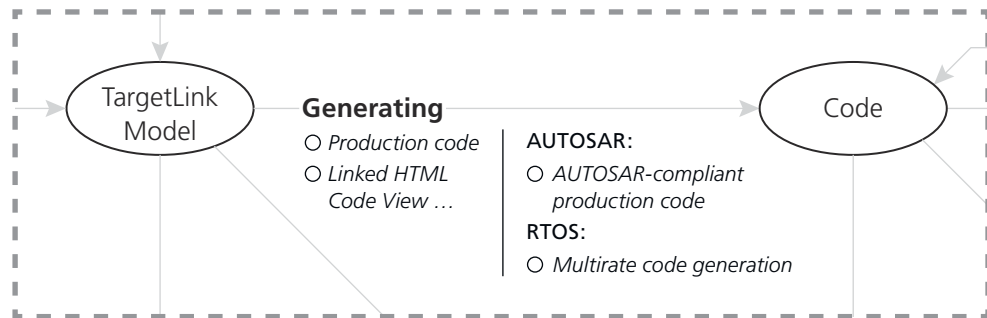 TargetLink
Model
Generating
○ Production code
○ Linked HTML
Code View …
AUTOSAR:
○ AUTOSAR-compliant
production code
RTOS:
○ Multirate code generation
Code